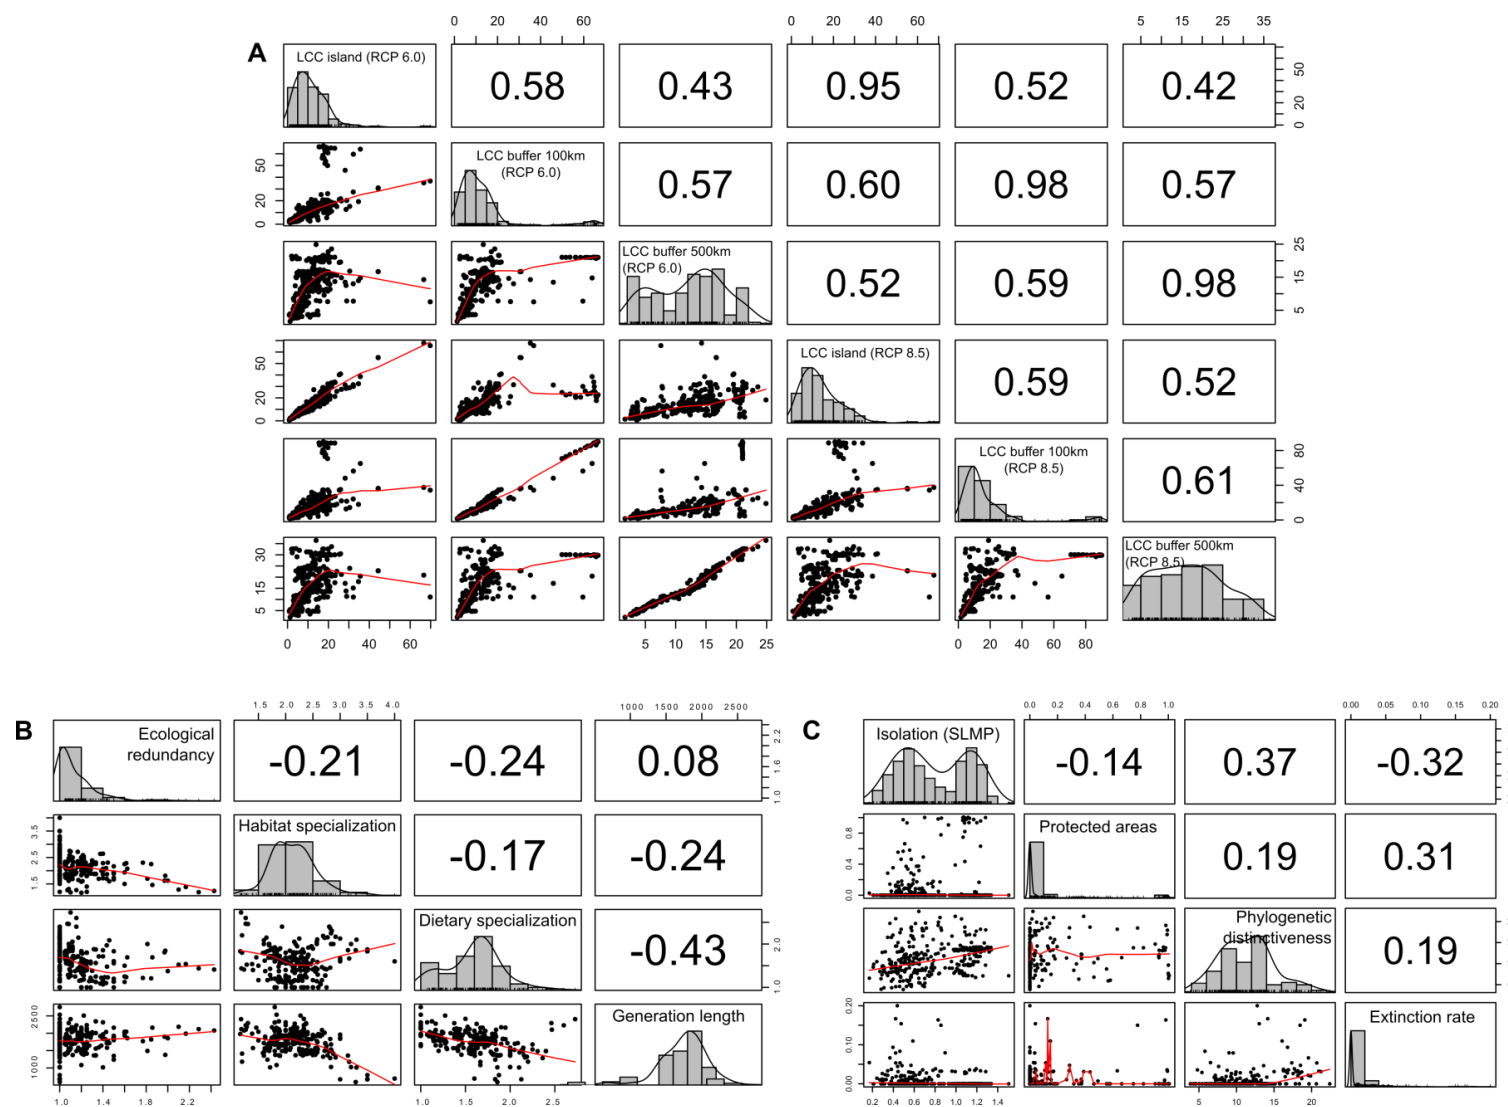 0 20 40 60 0 20 40 60 5 15 25 35
A
LCC island (RCP 6.0)
0.58 0.43 0.95 0.52 0.42
0 20 50
LCC buffer 100km
(RCP 6.0)
0.57 0.60 0.98 0.57
0 20 50
LCC buffer 500km
(RCP 6.0)
0.52 0.59 0.98
5 15 25
LCC island (RCP 8.5)
0.59 0.52
0 20 50
LCC buffer 100km
(RCP 8.5)
0.61
0 40 80
LCC buffer 500km
(RCP 8.5)
5 15 30
0 20 40 60 5 10 15 20 25 0 20 40 60 80
B
1.5 2.0 2.5 3.0 3.5 4.0 1000 1500 2000 2500
Ecological
redundancy
-0.21 -0.24 0.08
1.0 1.6 2.2
Habitat specialization
-0.17 -0.24
1.5 2.5 3.5
Dietary specialization
-0.43
1.0 2.0
Generation length
1000 2500
1.0 1.4 1.8 2.2 1.0 1.5 2.0 2.5
C
0.0 0.2 0.4 0.6 0.8 1.0 0.00 0.05 0.10 0.15 0.20
Isolation (SLMP)
-0.14 0.37 -0.32
Protected areas
0.19 0.31
0.0 0.4 0.8
Phylogenetic
distinctiveness
0.19
Extinction rate
0.00 0.10 0.20
0.2 0.4 0.6 0.8 1.0 1.2 1.4 5 10 15 20